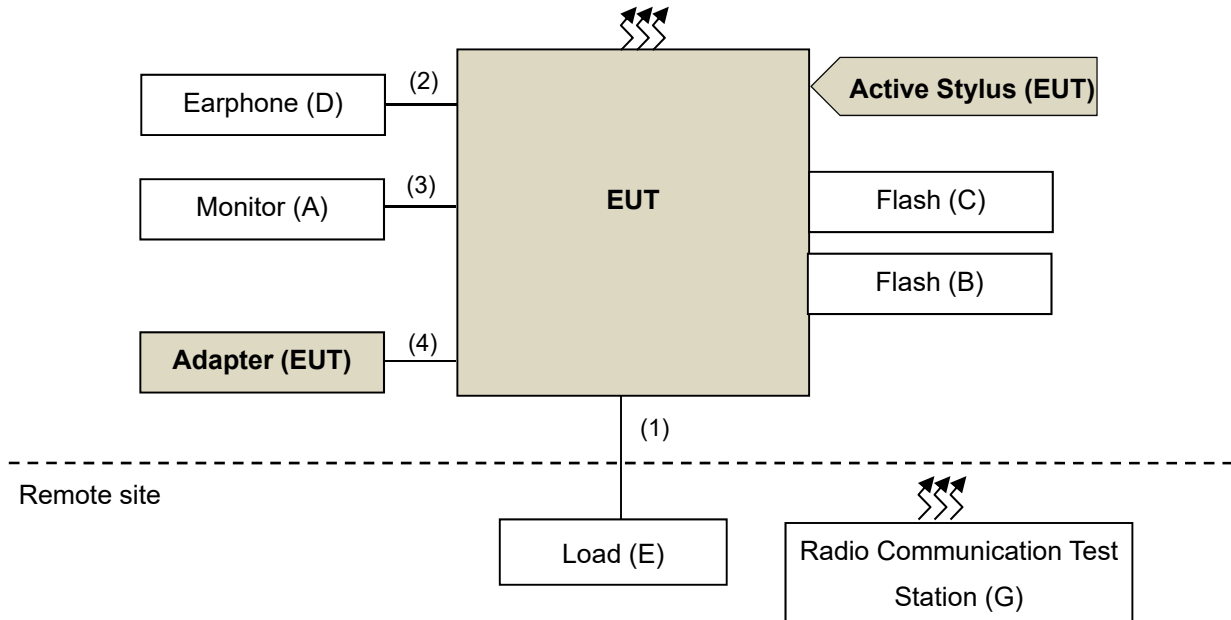 (2)
Earphone (D)
Active Stylus (EUT)
(3)
Monitor (A)
EUT
Flash (C)
Flash (B)
(4)
Adapter (EUT)
(1)
Remote site
Load (E)
Radio Communication Test
Station (G)